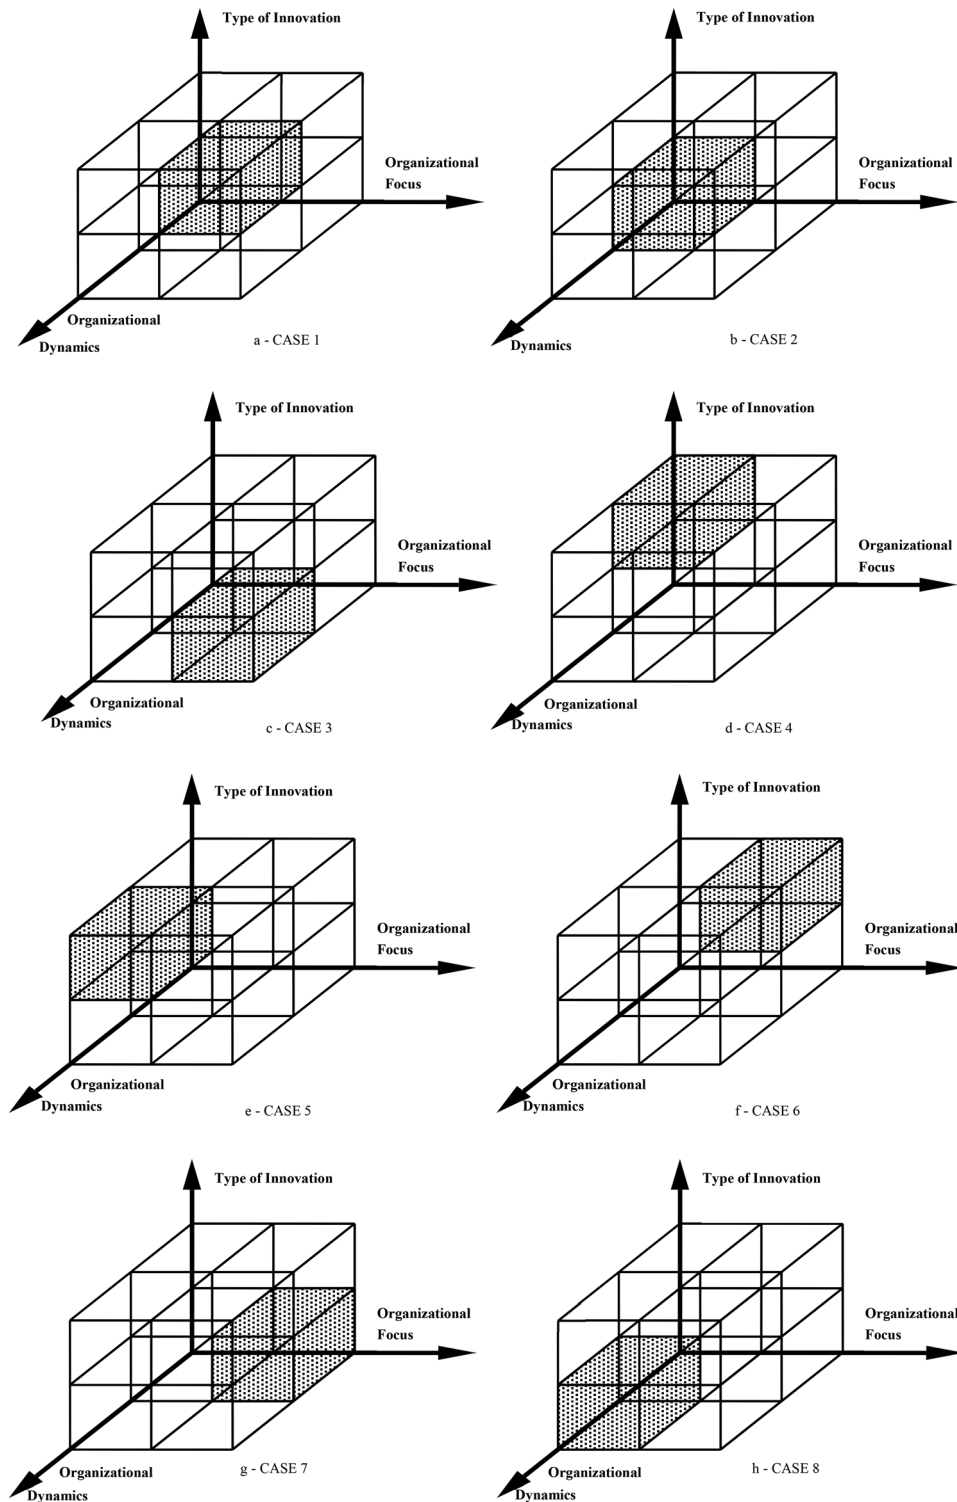 Type of Innovation
Organizational
Focus
Organizational
Dynamics
a - CASE 1
Type of Innovation
Organizational
Focus
Organizational
Dynamics
b - CASE 2
Type of Innovation
Organizational
Focus
Organizational
Dynamics
c - CASE 3
Type of Innovation
Organizational
Focus
Organizational
Dynamics
d - CASE 4
Type of Innovation
Organizational
Focus
Organizational
Dynamics
e - CASE 5
Type of Innovation
Organizational
Focus
Organizational
Dynamics
f - CASE 6
Type of Innovation
Organizational
Focus
Organizational
Dynamics
g - CASE 7
Type of Innovation
Organizational
Focus
Organizational
Dynamics
h - CASE 8